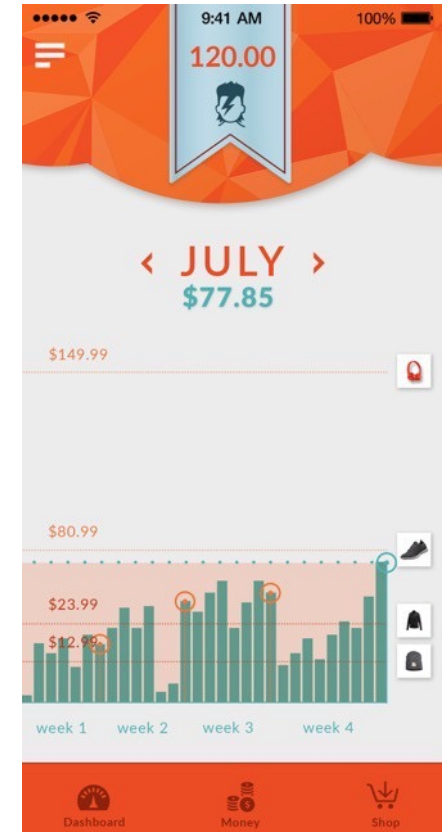 9:41 AM 100%
120.00
‹ JULY ›
$77.85
$149.99
$80.99
$23.99
$12.99
week 1 week 2 week 3 week 4
Dashboard Money Shop